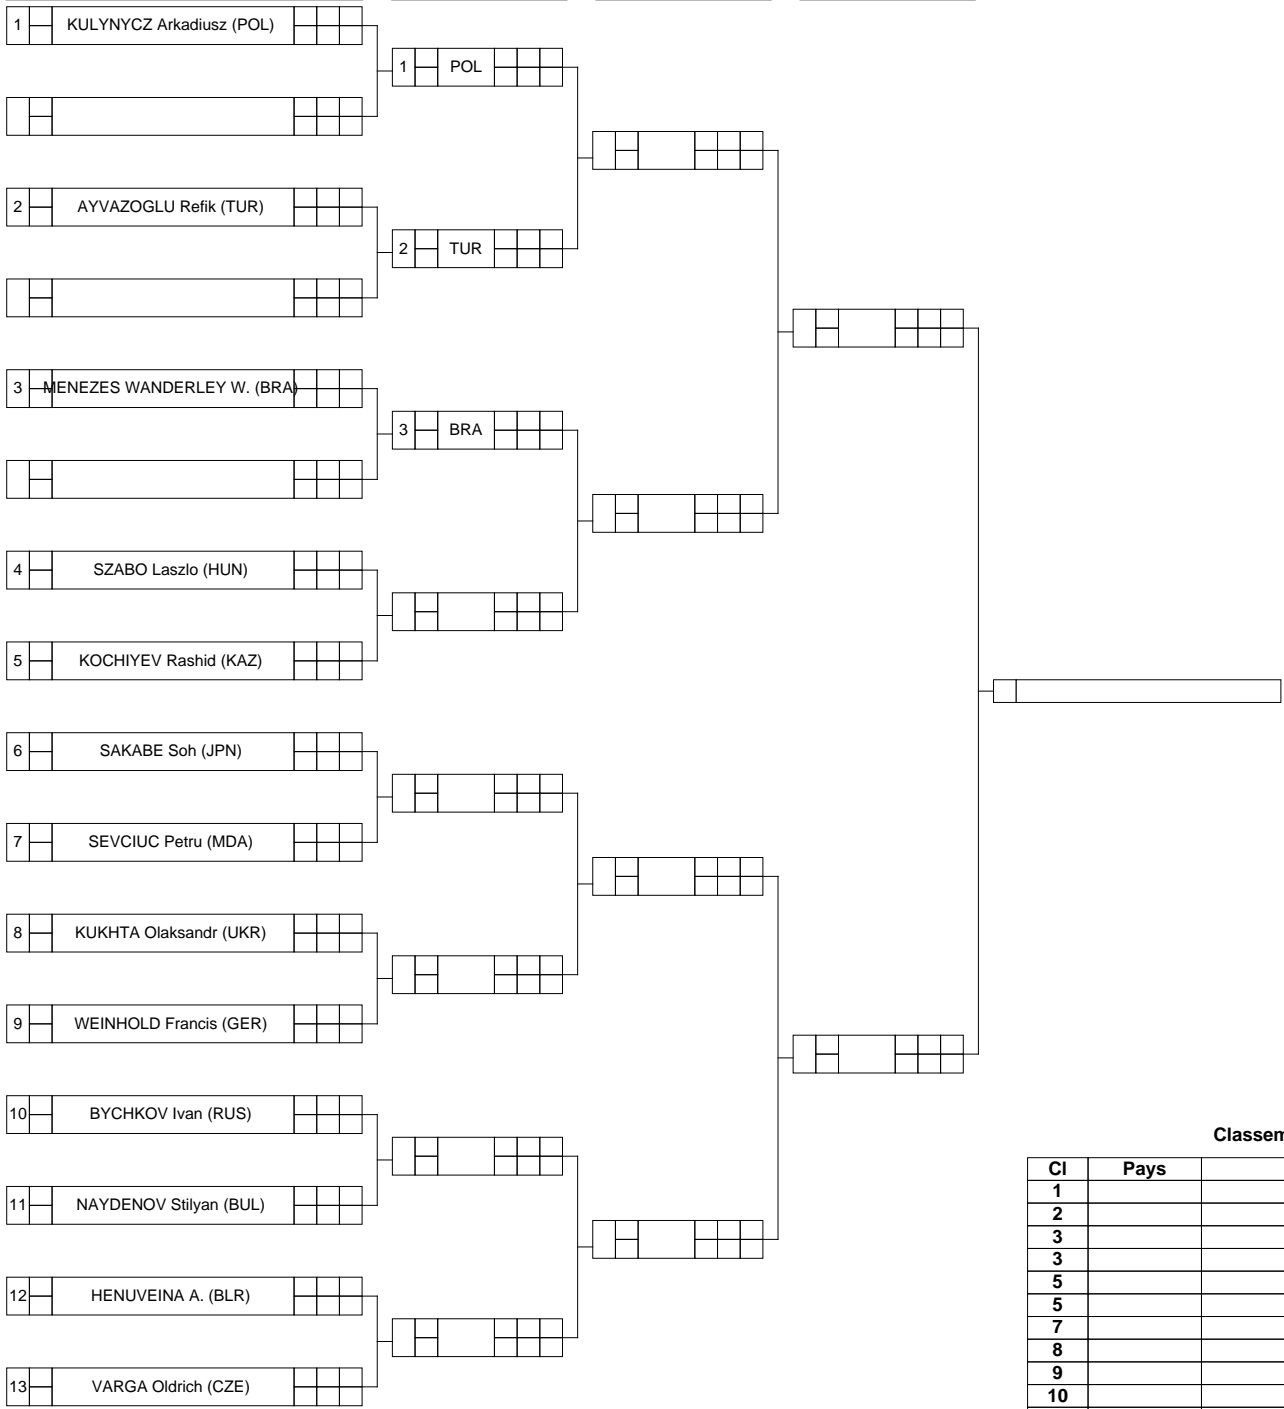 1 KULYNYCZ Arkadiusz (POL)
1 POL
2 AYVAZOGLU Refik (TUR)
2 TUR
3 MENEZES WANDERLEY W. (BRA)
3 BRA
4 SZABO Laszlo (HUN)
5 KOCHIYEV Rashid (KAZ)
6 SAKABE Soh (JPN)
7 SEVCIUC Petru (MDA)
8 KUKHTA Olaksandr (UKR)
9 WEINHOLD Francis (GER)
10 BYCHKOV Ivan (RUS)
11 NAYDENOV Stilyan (BUL)
12 HENUVEINA A. (BLR)
13 VARGA Oldrich (CZE)
Classem
Cl Pays
1
2
3
3
5
5
7
8
9
10